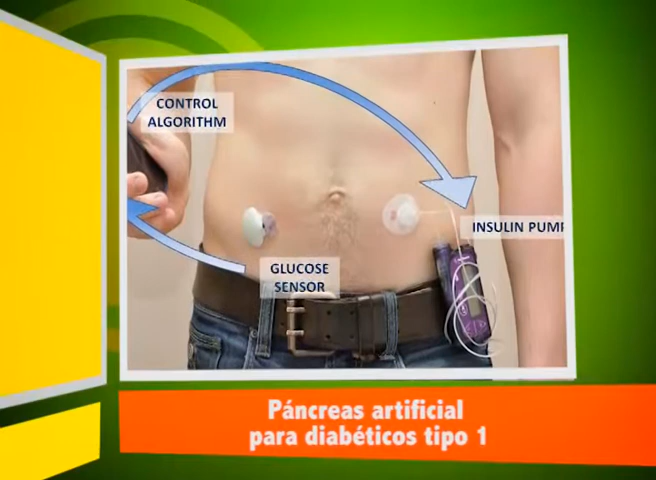 CONTROL
ALGORITHM
INSULIN PUMP
GLUCOSE
SENSOR
Páncreas artificial
para diabéticos tipo 1